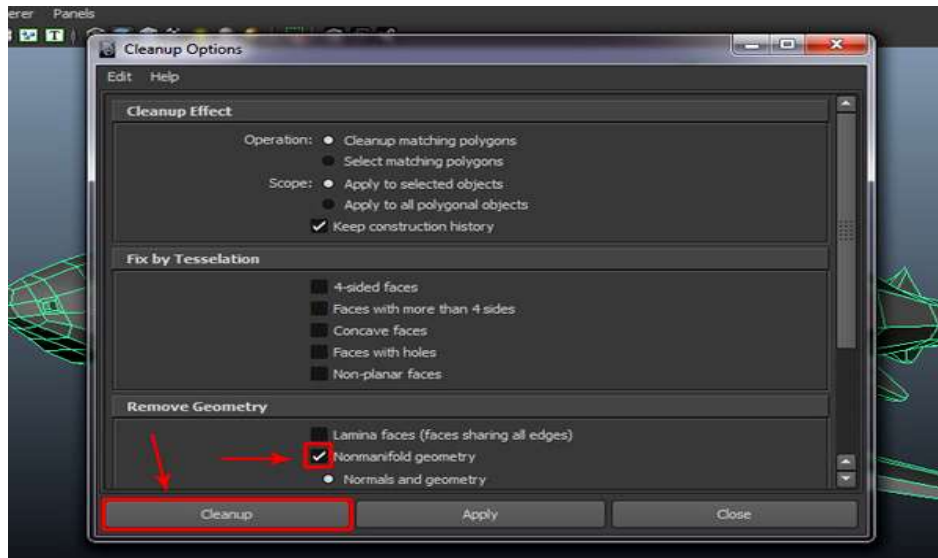 erer Panels
T
Cleanup Options
Edit Help
Cleanup Effect
Operation: Cleanup matching polygons
Select matching polygons
Scope: Apply to selected objects
Apply to all polygonal objects
Keep construction history
Fix by Tesselation
4-sided faces
Faces with more than 4 sides
Concave faces
Faces with holes
Non-planar faces
Remove Geometry
Lamina faces (faces sharing all edges)
Nonmanifold geometry
Normals and geometry
Cleanup Apply Close